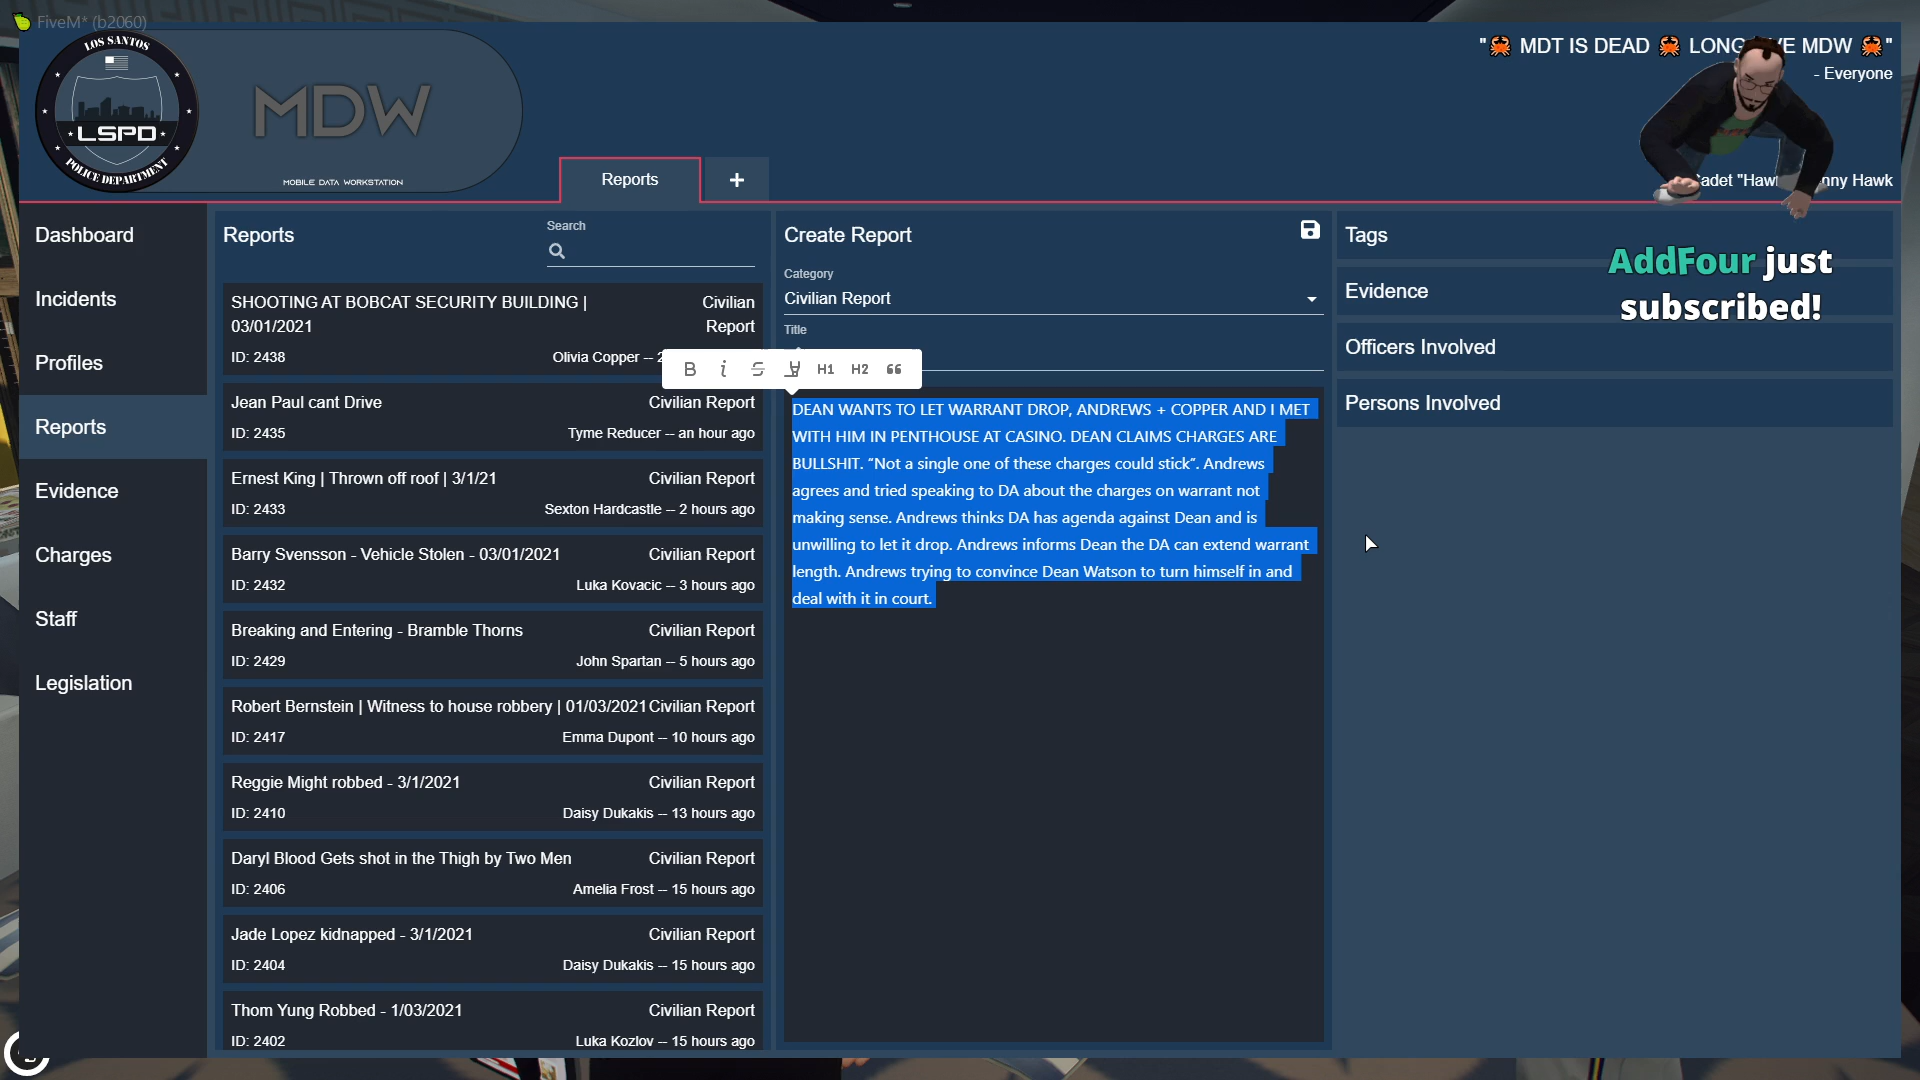 FiveM* (b2060)
LOS SANTOS
LSPD
POLICE DEPARTMENT
MDW
MOBILE DATA WORKSTATION
" 🦀 MDT IS DEAD 🦀 LONG VE MDW 🦀 "
- Everyone
Reports
+
nny Hawk
Dashboard
Incidents
Profiles
Reports
Evidence
Charges
Staff
Legislation
Reports
Search
SHOOTING AT BOBCAT SECURITY BUILDING | Civilian
03/01/2021 Report
ID: 2438 Olivia Copper -- 2
Jean Paul cant Drive Civilian Report
ID: 2435 Tyme Reducer -- an hour ago
Ernest King | Thrown off roof | 3/1/21 Civilian Report
ID: 2433 Sexton Hardcastle -- 2 hours ago
Barry Svensson - Vehicle Stolen - 03/01/2021 Civilian Report
ID: 2432 Luka Kovacic -- 3 hours ago
Breaking and Entering - Bramble Thorns Civilian Report
ID: 2429 John Spartan -- 5 hours ago
Robert Bernstein | Witness to house robbery | 01/03/2021 Civilian Report
ID: 2417 Emma Dupont -- 10 hours ago
Reggie Might robbed - 3/1/2021 Civilian Report
ID: 2410 Daisy Dukakis -- 13 hours ago
Daryl Blood Gets shot in the Thigh by Two Men Civilian Report
ID: 2406 Amelia Frost -- 15 hours ago
Jade Lopez kidnapped - 3/1/2021 Civilian Report
ID: 2404 Daisy Dukakis -- 15 hours ago
Thom Yung Robbed - 1/03/2021 Civilian Report
ID: 2402 Luka Kozlov -- 15 hours ago
Create Report
Category
Civilian Report
Title
B i S H1 H2 “
DEAN WANTS TO LET WARRANT DROP, ANDREWS + COPPER AND I MET
WITH HIM IN PENTHOUSE AT CASINO. DEAN CLAIMS CHARGES ARE
BULLSHIT. “Not a single one of these charges could stick”. Andrews
agrees and tried speaking to DA about the charges on warrant not
making sense. Andrews thinks DA has agenda against Dean and is
unwilling to let it drop. Andrews informs Dean the DA can extend warrant
length. Andrews trying to convince Dean Watson to turn himself in and
deal with it in court.
Tags
Evidence
Officers Involved
Persons Involved
AddFour just
subscribed!